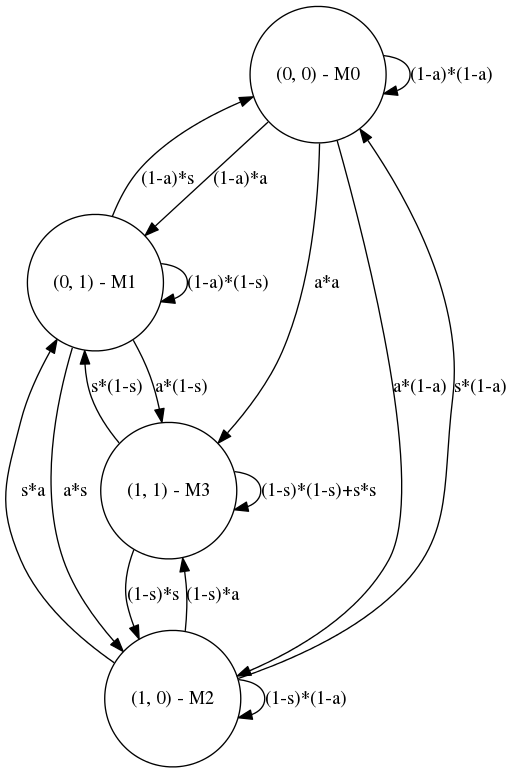 (0, 0) - M0
(1-a)*(1-a)
(1-a)*s
(1-a)*a
(0, 1) - M1
(1-a)*(1-s)
a*a
s*(1-s)
a*(1-s)
a*(1-a)
s*(1-a)
s*a
a*s
(1, 1) - M3
(1-s)*(1-s)+s*s
(1-s)*s
(1-s)*a
(1, 0) - M2
(1-s)*(1-a)